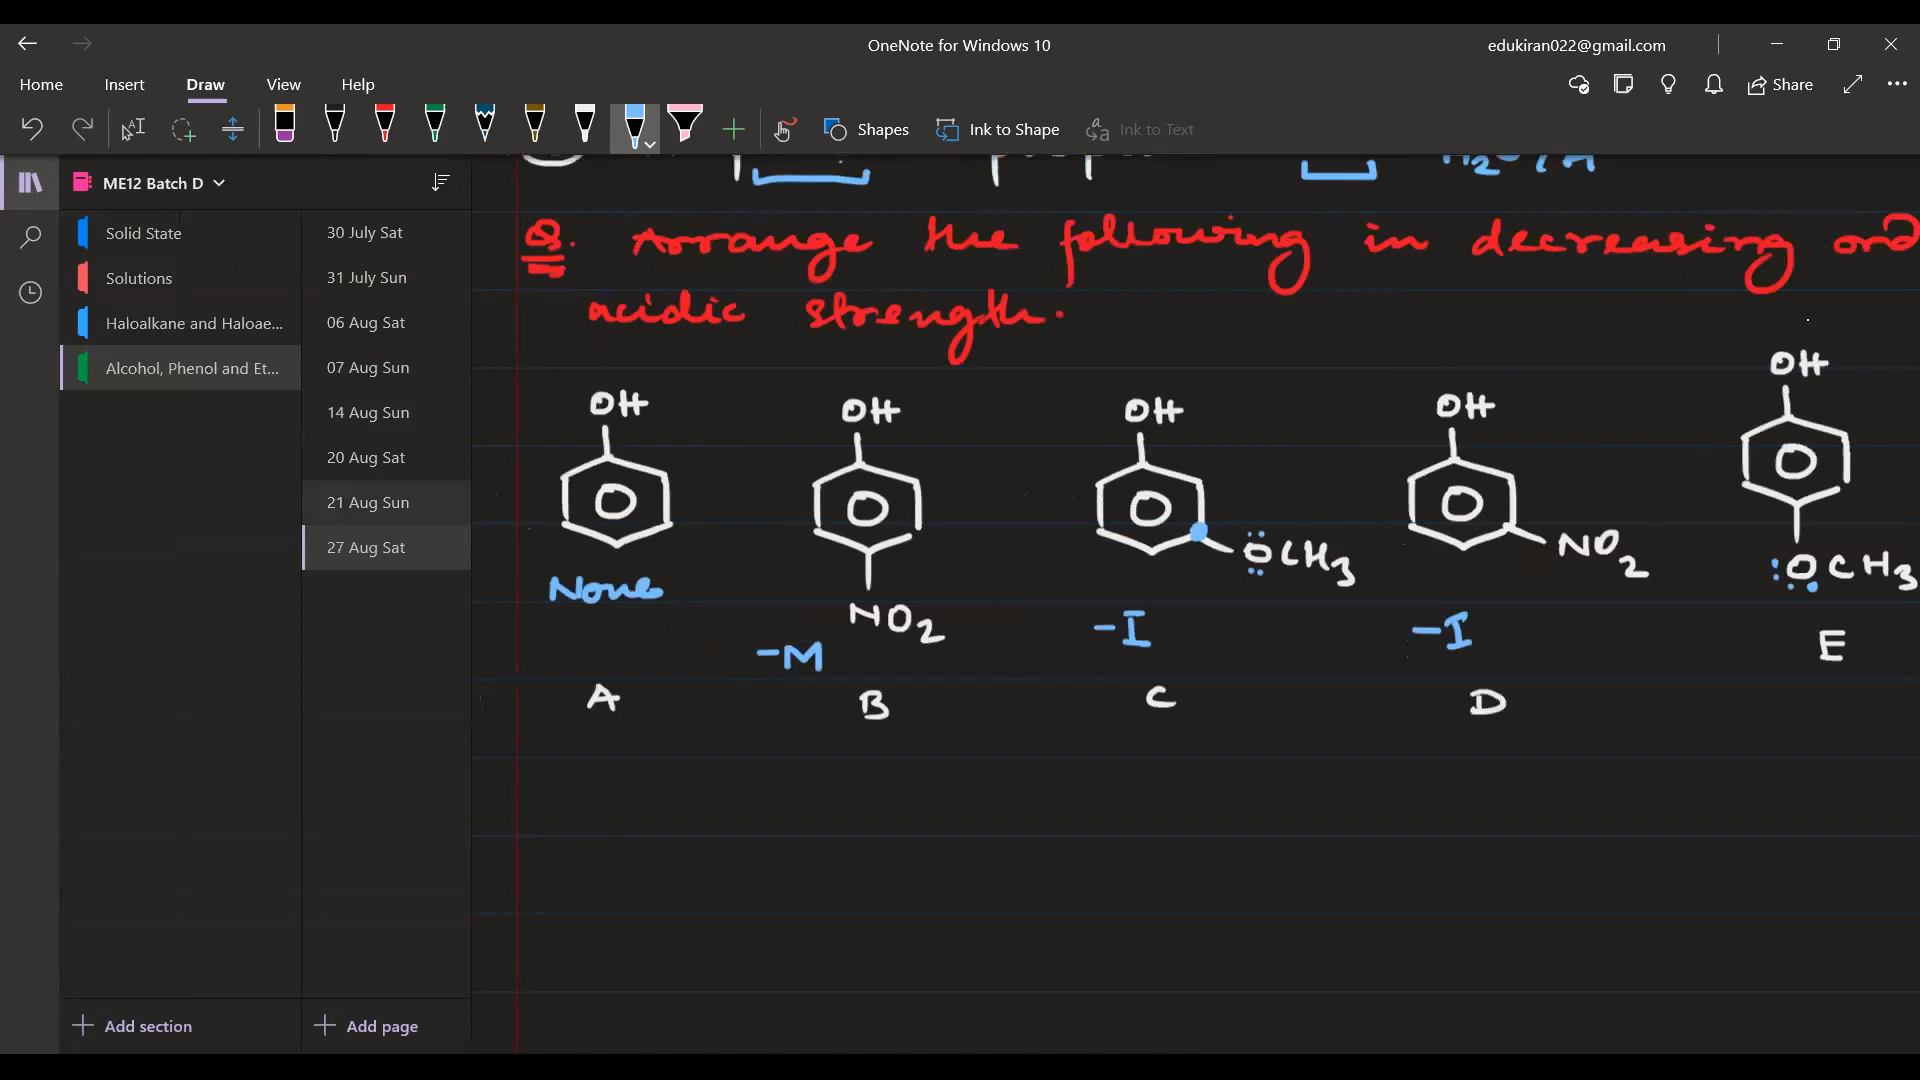 OneNote for Windows 10
edukiran022@gmail.com
Home Insert Draw View Help
Share
Shapes Ink to Shape Ink to Text
ME12 Batch D
Solid State
Solutions
Haloalkane and Haloae...
Alcohol, Phenol and Et...
30 July Sat
31 July Sun
06 Aug Sat
07 Aug Sun
14 Aug Sun
20 Aug Sat
21 Aug Sun
27 Aug Sat
Q. Arrange the following in decreasing ord
acidic strength.
OH OH OH OH OH
NO2 OCH3 NO2 OCH3
None -M -I -I
A B C D E
Add section
Add page